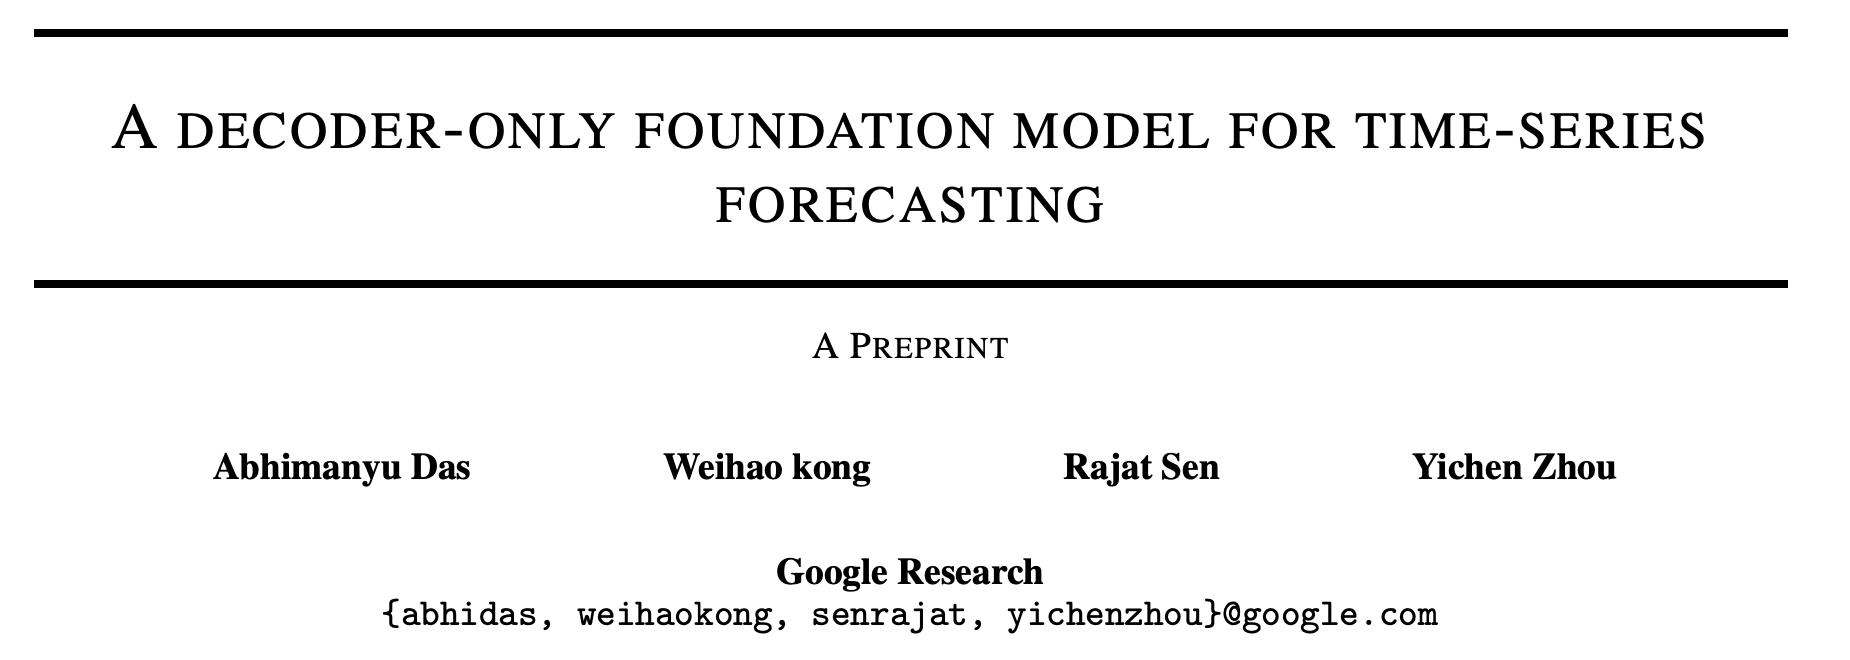 A DECODER-ONLY FOUNDATION MODEL FOR TIME-SERIES
FORECASTING
A PREPRINT
Abhimanyu Das Weihao kong Rajat Sen Yichen Zhou
Google Research
{abhidas, weihaokong, senrajat, yichenzhou}@google.com